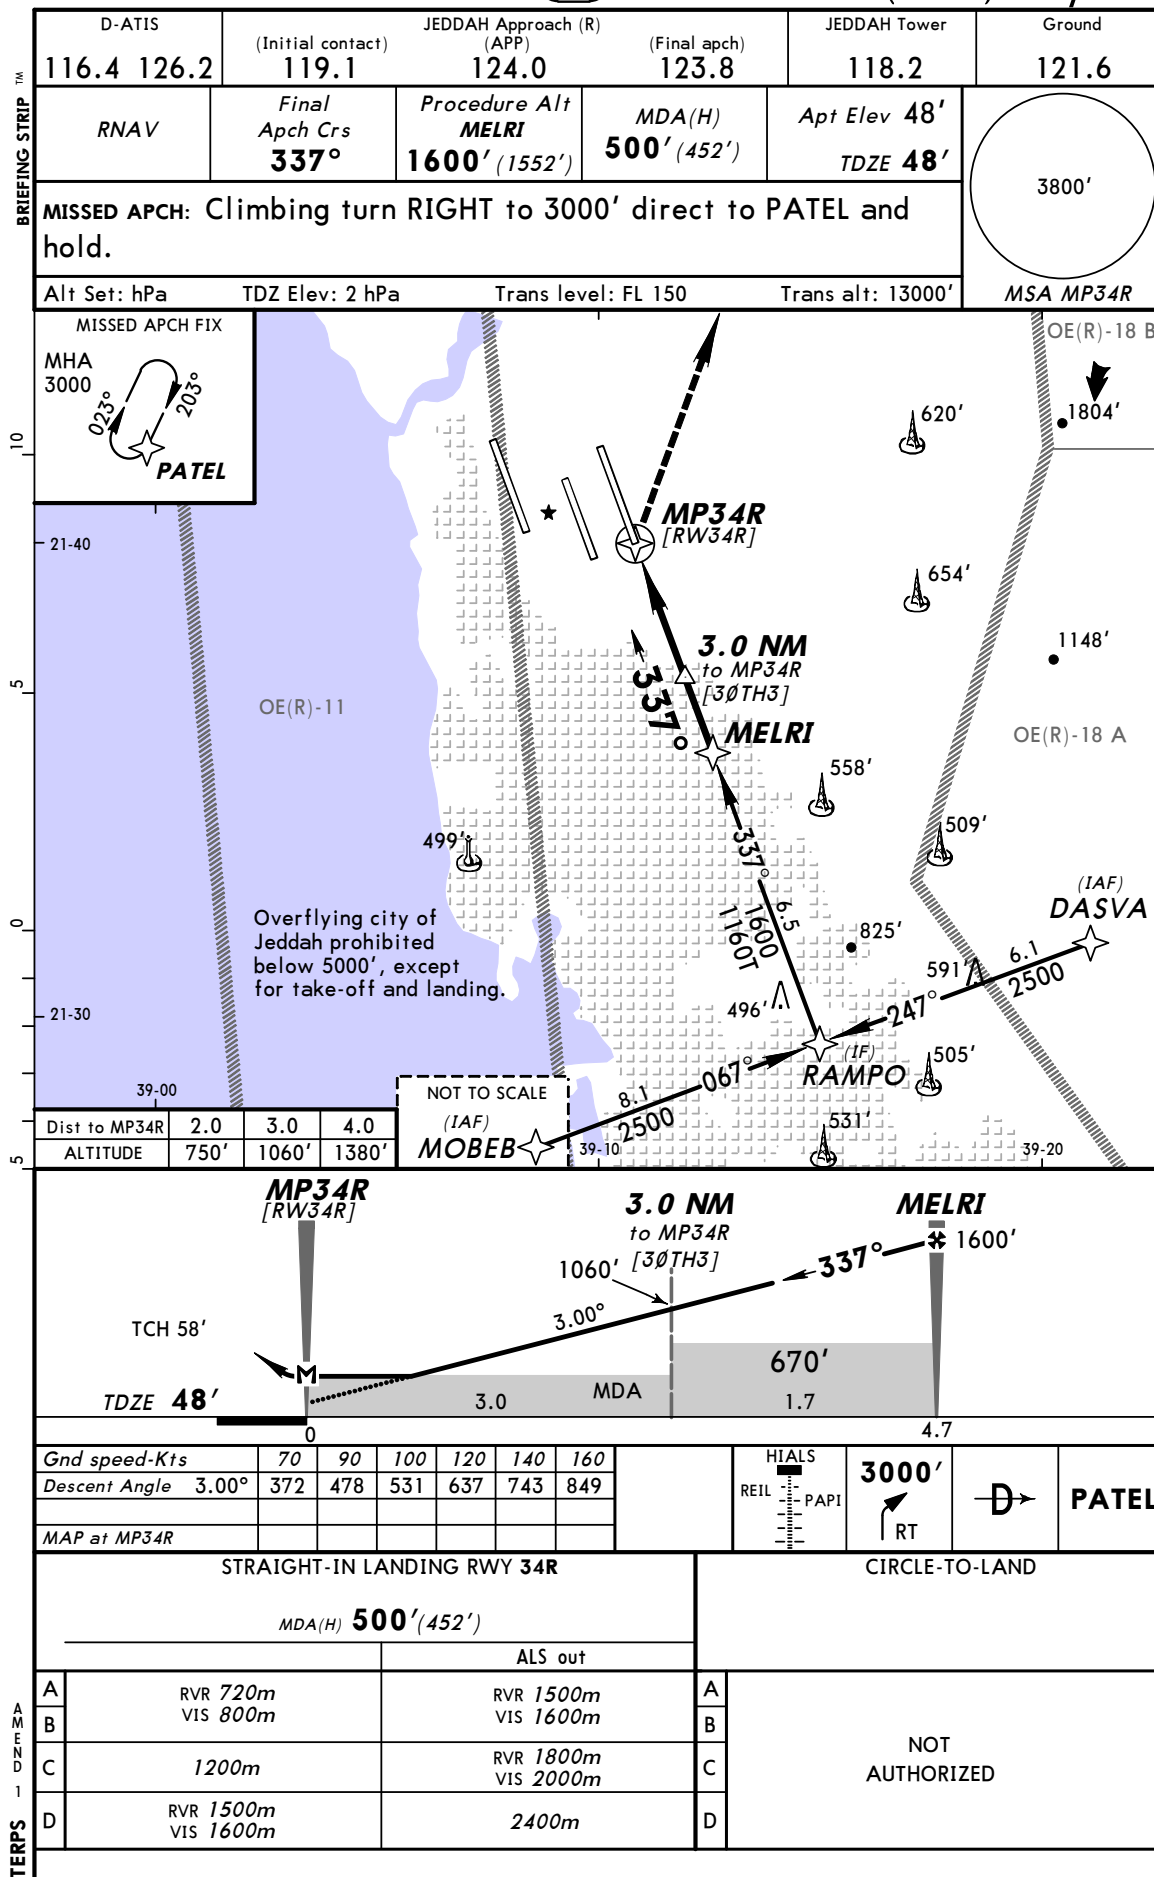 D-ATIS
116.4 126.2
JEDDAH Approach (R)
(Initial contact)
119.1
(APP)
124.0
(Final apch)
123.8
JEDDAH Tower
118.2
Ground
121.6
BRIEFING STRIP TM
RNAV
Final
Apch Crs
337°
Procedure Alt
MELRI
1600' (1552')
MDA(H)
500' (452')
Apt Elev 48'
TDZE 48'
3800'
MSA MP34R
MISSED APCH: Climbing turn RIGHT to 3000' direct to PATEL and
hold.
Alt Set: hPa TDZ Elev: 2 hPa Trans level: FL 150 Trans alt: 13000'
MISSED APCH FIX
MHA
3000
023°
203°
PATEL
OE(R)-18 B
1804'
620'
10
21-40
MP34R
[RW34R]
654'
1148'
3.0 NM
to MP34R
[3ØTH3]
337°
5
OE(R)-11
MELRI
OE(R)-18 A
558'
509'
499'
337°
6.5
1600
1160T
(IAF)
DASVA
Overflying city of
Jeddah prohibited
below 5000', except
for take-off and landing.
0
825'
591'
6.1
2500
247°
496'
21-30
(IF)
RAMPO
505'
067°
8.1
2500
531'
39-00
NOT TO SCALE
(IAF)
MOBEB
39-10
39-20
5
Dist to MP34R 2.0 3.0 4.0
ALTITUDE 750' 1060' 1380'
MP34R
[RW34R]
3.0 NM
to MP34R
[3ØTH3]
MELRI
1600'
337°
1060'
3.00°
TCH 58'
M
670'
MDA
TDZE 48'
3.0
1.7
0
4.7
Gnd speed-Kts 70 90 100 120 140 160
Descent Angle 3.00° 372 478 531 637 743 849
MAP at MP34R
HIALS
REIL
PAPI
3000'
RT
D
PATEL
STRAIGHT-IN LANDING RWY 34R
CIRCLE-TO-LAND
MDA(H) 500' (452')
ALS out
A
B
C
D
RVR 720m
VIS 800m
RVR 1500m
VIS 1600m
1200m
RVR 1800m
VIS 2000m
RVR 1500m
VIS 1600m
2400m
A
B
C
D
NOT
AUTHORIZED
AMEND 1
TERPS